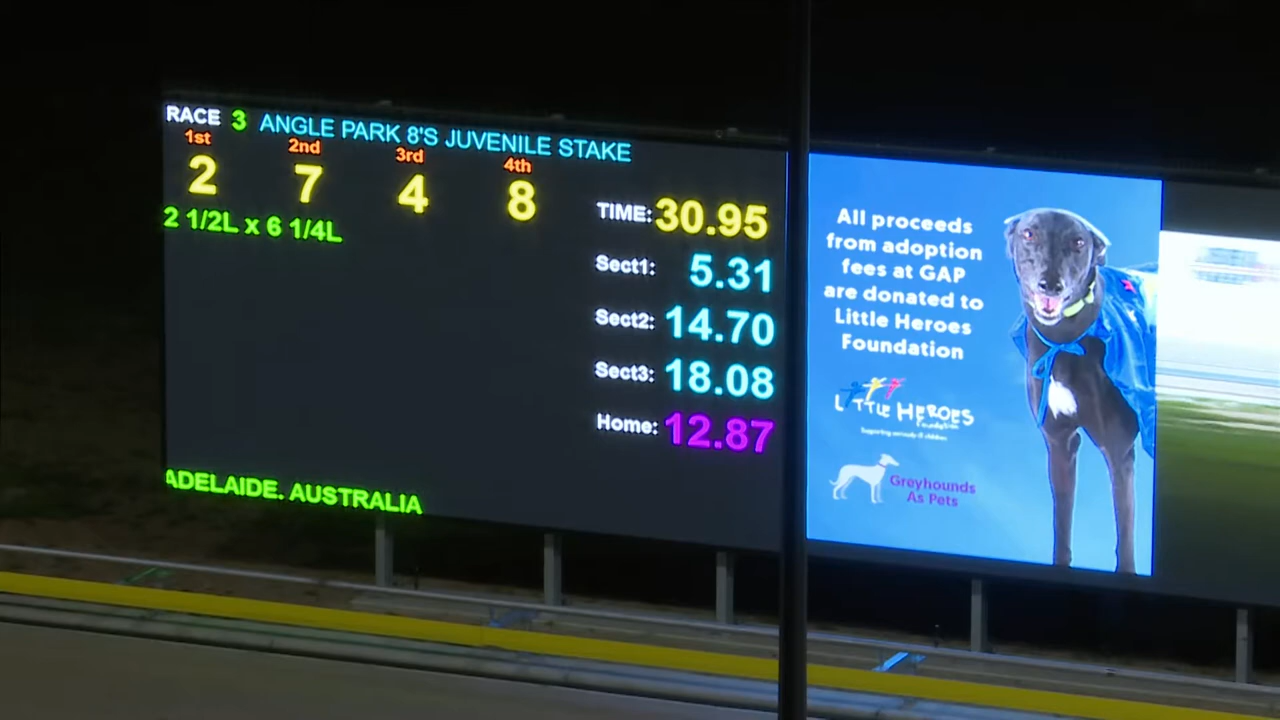 RACE 3 ANGLE PARK 8'S JUVENILE STAKE
1st 2nd 3rd 4th
2 7 4 8
2 1/2L x 6 1/4L
TIME: 30.95
Sect1: 5.31
Sect2: 14.70
Sect3: 18.08
Home: 12.87
ADELAIDE. AUSTRALIA
All proceeds
from adoption
fees at GAP
are donated to
Little Heroes
Foundation
LITTLE HEROES
Foundation
Greyhounds
As Pets